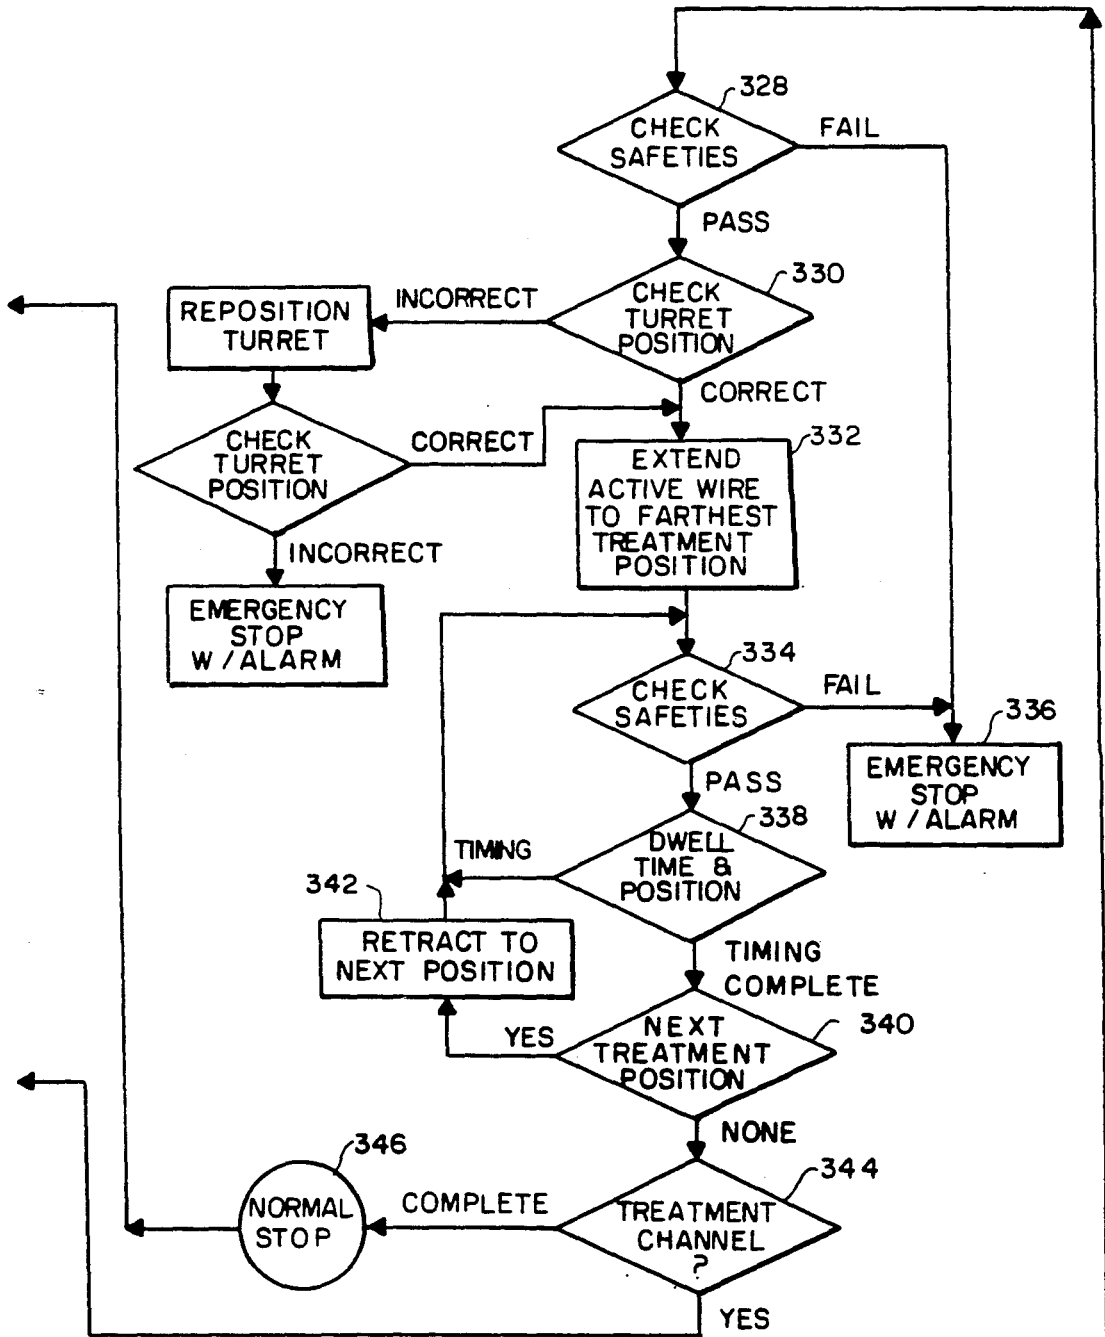 328
CHECK
SAFETIES
FAIL
PASS
330
CHECK
TURRET
POSITION
INCORRECT
REPOSITION
TURRET
CORRECT
CHECK
TURRET
POSITION
CORRECT
INCORRECT
EMERGENCY
STOP
W/ALARM
332
EXTEND
ACTIVE WIRE
TO FARTHEST
TREATMENT
POSITION
334
CHECK
SAFETIES
FAIL
336
EMERGENCY
STOP
W/ALARM
PASS
338
DWELL
TIME &
POSITION
TIMING
342
RETRACT TO
NEXT POSITION
TIMING
COMPLETE
340
NEXT
TREATMENT
POSITION
YES
NONE
344
TREATMENT
CHANNEL
?
COMPLETE
346
NORMAL
STOP
YES